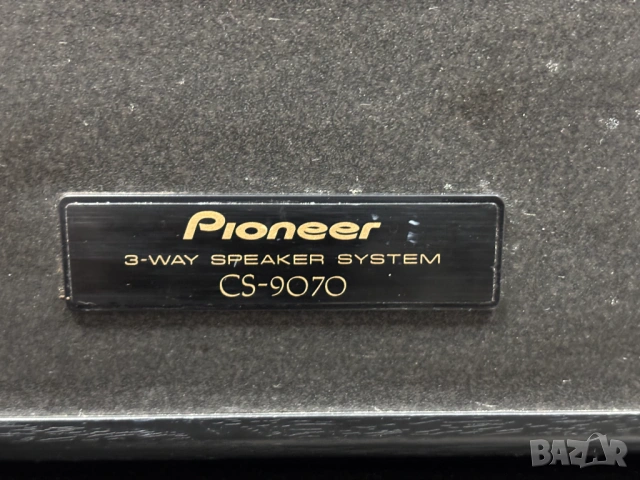 Pioneer
3-WAY SPEAKER SYSTEM
CS-9070
BAZAR